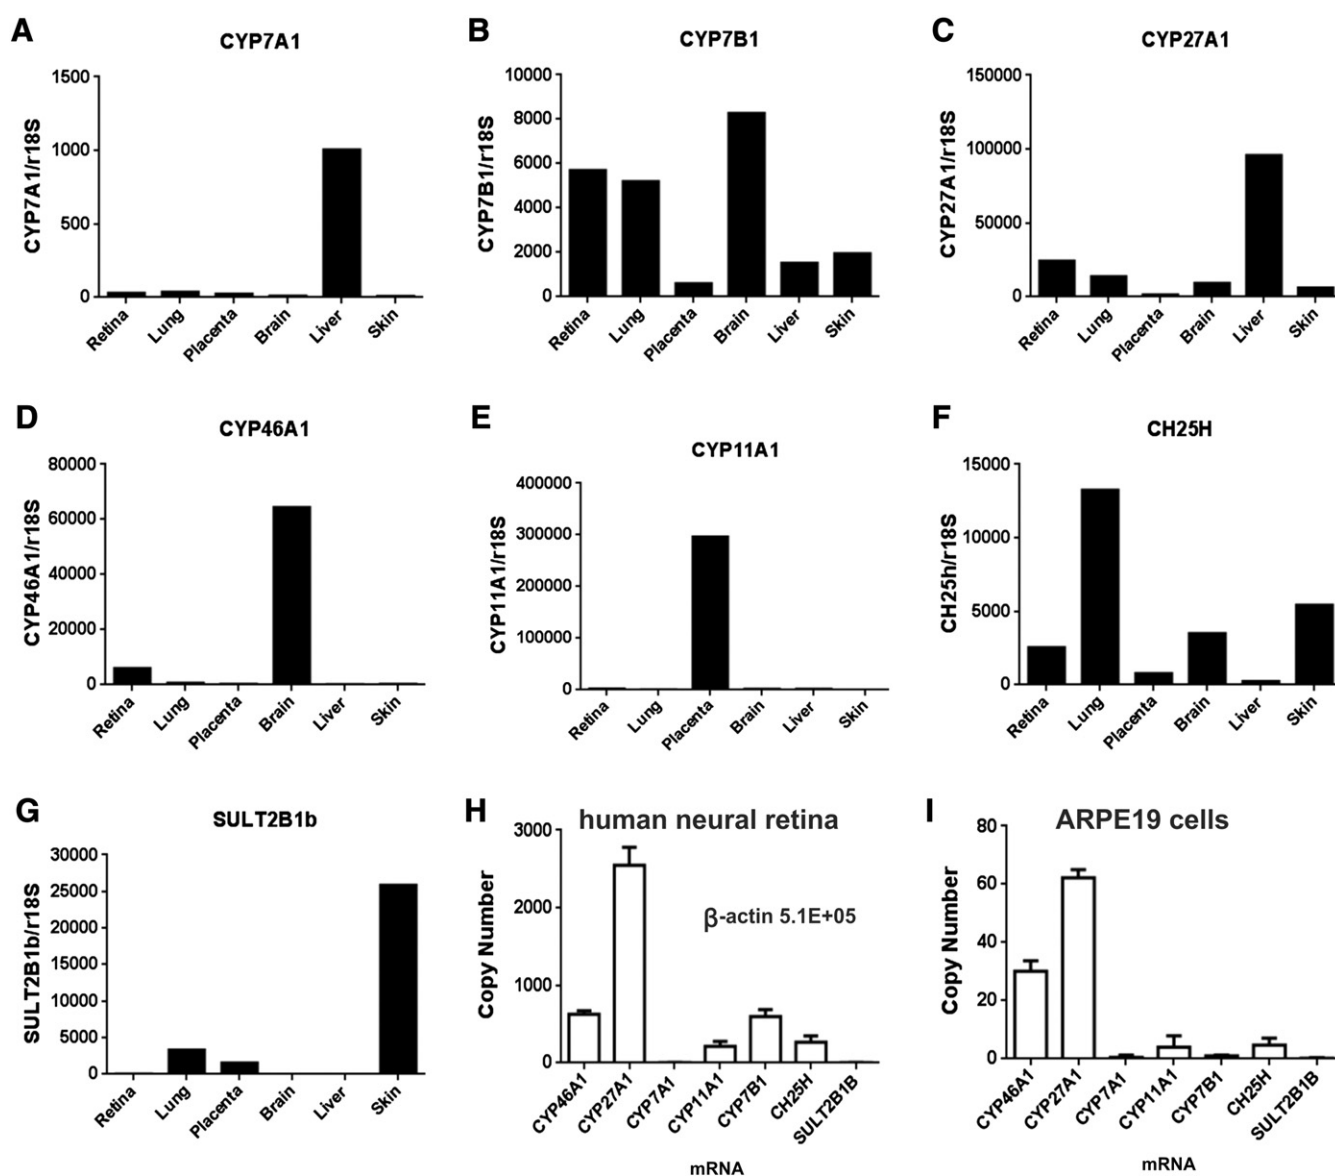 A
CYP7A1
CYP7A1/r18S
1500
1000
500
0
Retina
Lung
Placenta
Brain
Liver
Skin
B
CYP7B1
CYP7B1/r18S
10000
8000
6000
4000
2000
0
Retina
Lung
Placenta
Brain
Liver
Skin
C
CYP27A1
CYP27A1/r18S
150000
100000
50000
0
Retina
Lung
Placenta
Brain
Liver
Skin
D
CYP46A1
CYP46A1/r18S
80000
60000
40000
20000
0
Retina
Lung
Placenta
Brain
Liver
Skin
E
CYP11A1
CYP11A1/r18S
400000
300000
200000
100000
0
Retina
Lung
Placenta
Brain
Liver
Skin
F
CH25H
CH25h/r18S
15000
10000
5000
0
Retina
Lung
Placenta
Brain
Liver
Skin
G
SULT2B1b
SULT2B1b/r18S
30000
25000
20000
15000
10000
5000
0
Retina
Lung
Placenta
Brain
Liver
Skin
H
human neural retina
Copy Number
3000
2000
1000
0
β-actin 5.1E+05
CYP46A1
CYP27A1
CYP7A1
CYP11A1
CYP7B1
CH25H
SULT2B1B
mRNA
I
ARPE19 cells
Copy Number
80
60
40
20
0
CYP46A1
CYP27A1
CYP7A1
CYP11A1
CYP7B1
CH25H
SULT2B1B
mRNA